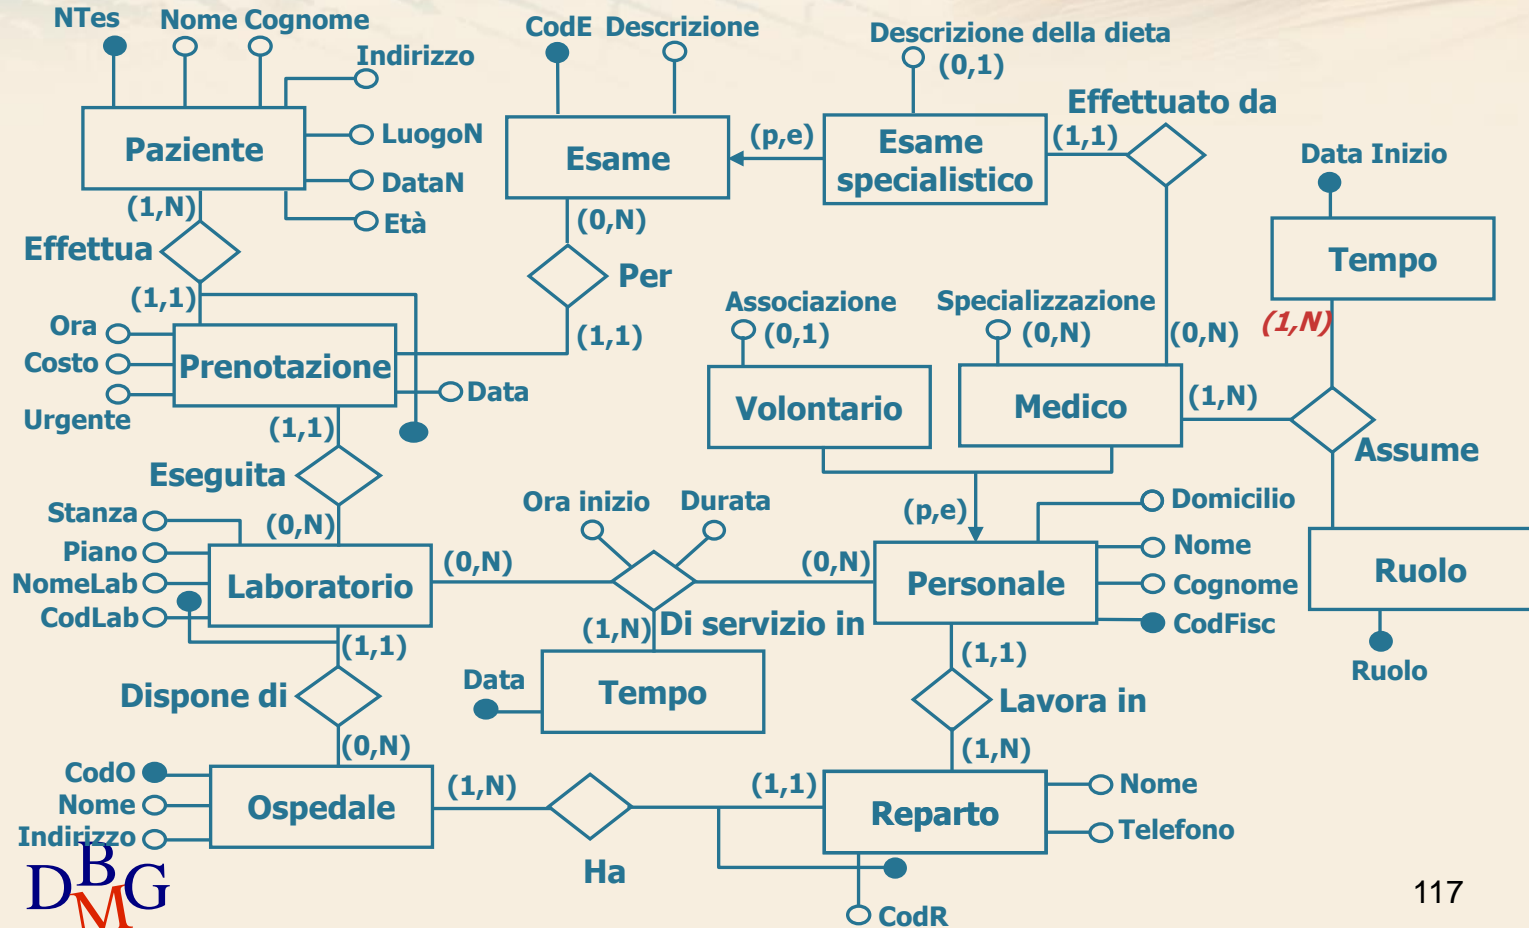 NTes
Nome Cognome
CodE Descrizione
Descrizione della dieta
(0,1)
Indirizzo
Effettuato da
Paziente
LuogoN
DataN
Età
Esame
(p,e)
Esame
specialistico
(1,1)
Data Inizio
Tempo
(1,N)
(1,N)
Effettua
(1,1)
(0,N)
Per
(1,1)
Associazione
(0,1)
Specializzazione
(0,N)
(0,N)
Ora
Costo
Urgente
Prenotazione
Data
Volontario
Medico
(1,N)
Assume
(1,1)
Eseguita
(0,N)
Stanza
Piano
NomeLab
CodLab
Laboratorio
(0,N)
Ora inizio
Durata
(0,N)
Di servizio in
(1,N)
(p,e)
Personale
Domicilio
Nome
Cognome
CodFisc
Ruolo
Ruolo
(1,1)
Dispone di
(0,N)
Data
Tempo
(1,1)
Lavora in
(1,N)
CodO
Nome
Indirizzo
Ospedale
(1,N)
Ha
(1,1)
Reparto
Nome
Telefono
CodR
DBMG
117